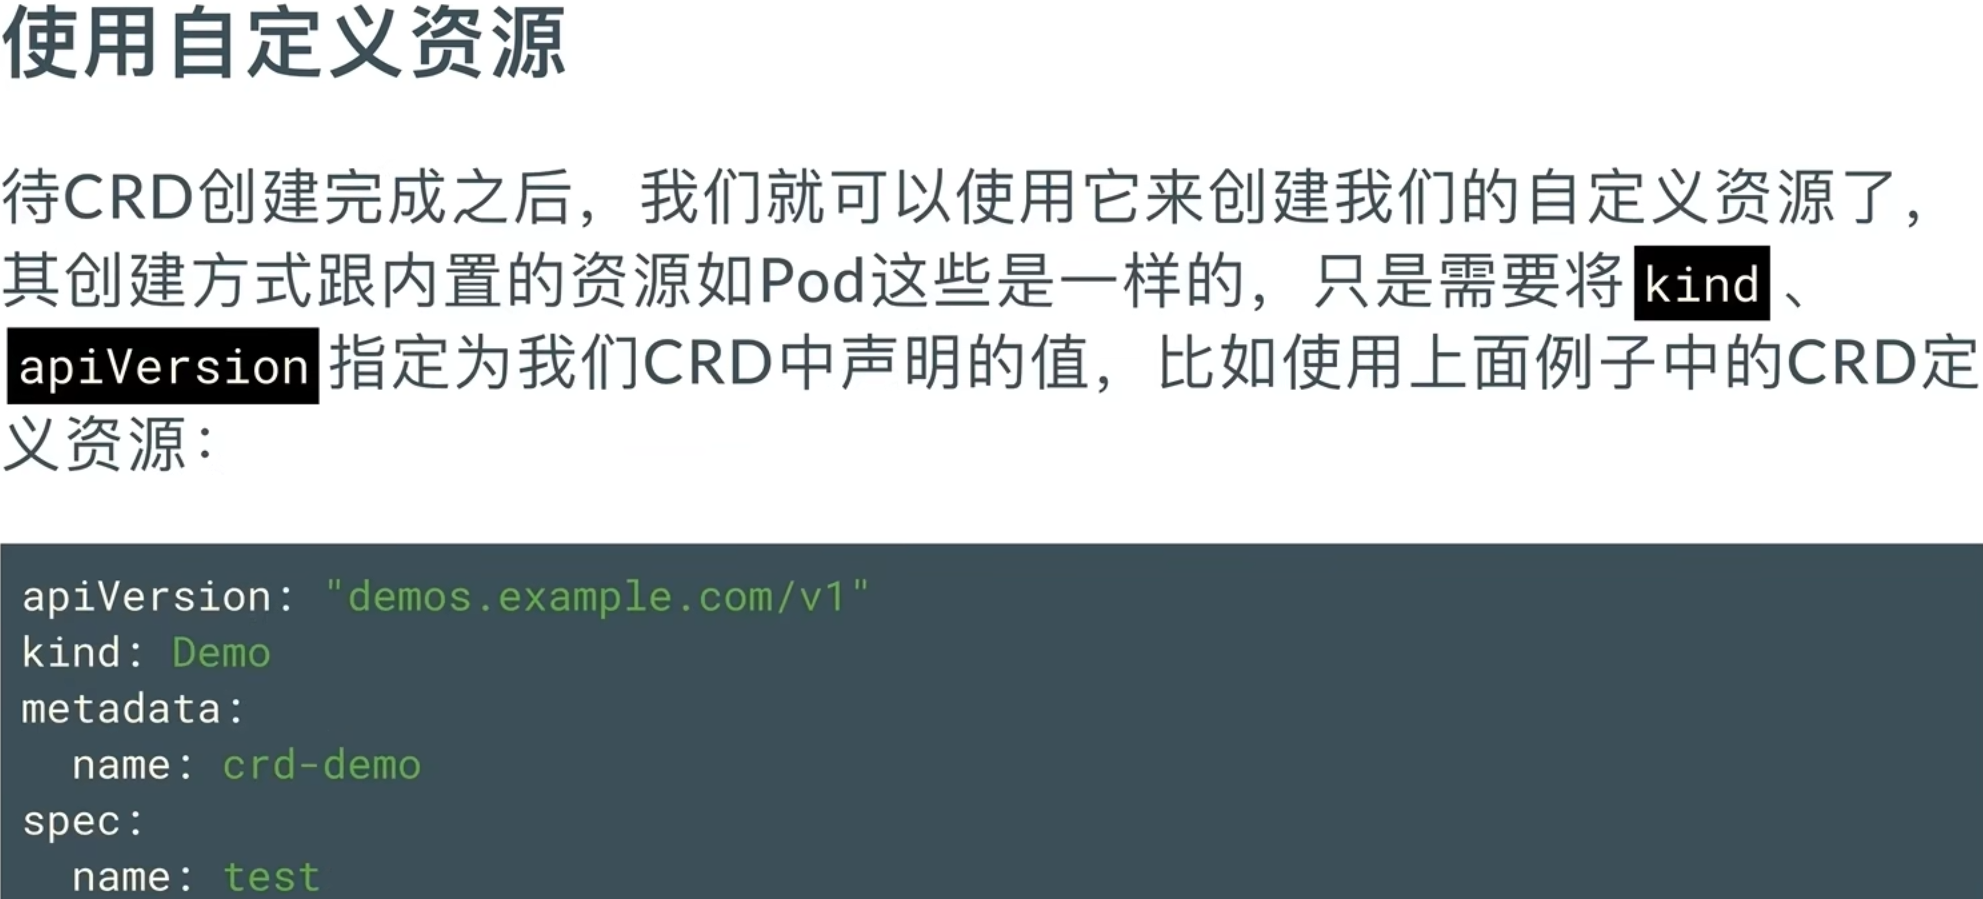 使用自定义资源
待CRD创建完成之后，我们就可以使用它来创建我们的自定义资源了，
其创建方式跟内置的资源如Pod这些是一样的，只是需要将 kind 、
apiVersion 指定为我们CRD中声明的值，比如使用上面例子中的CRD定
义资源：
apiVersion: "demos.example.com/v1"
kind: Demo
metadata:
  name: crd-demo
spec:
  name: test